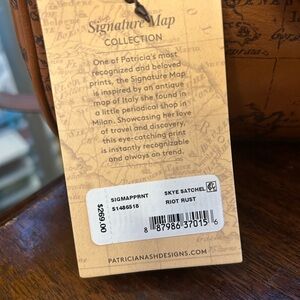 Signature Map
COLLECTION
One of Patricia's most
recognized and beloved
prints, the Signature Map
is inspired by an antique
map of Italy she found in
a little periodical shop in
Milan. Showcasing her love
of travel and discovery,
this eye-catching print
is instantly recognizable
and always on trend.
$269.00
SIGMAPPRNT SKYE SATCHEL
S1486516 RIOT RUST
8 87986 37015 6
PATRICIANASHDESIGNS.COM